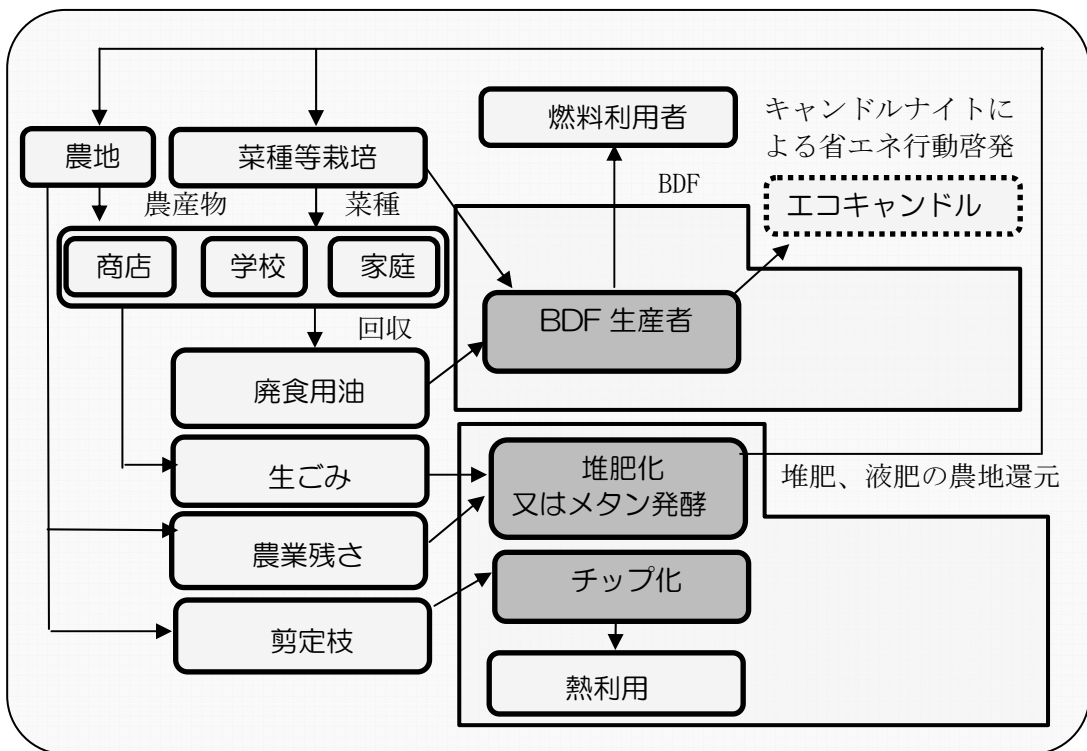 燃料利用者
キャンドルナイトに
よる省エネ行動啓発
農地
菜種等栽培
BDF
エコキャンドル
農産物
菜種
商店
学校
家庭
BDF 生産者
回収
廃食用油
生ごみ
堆肥化
又はメタン発酵
堆肥、液肥の農地還元
農業残さ
チップ化
剪定枝
熱利用